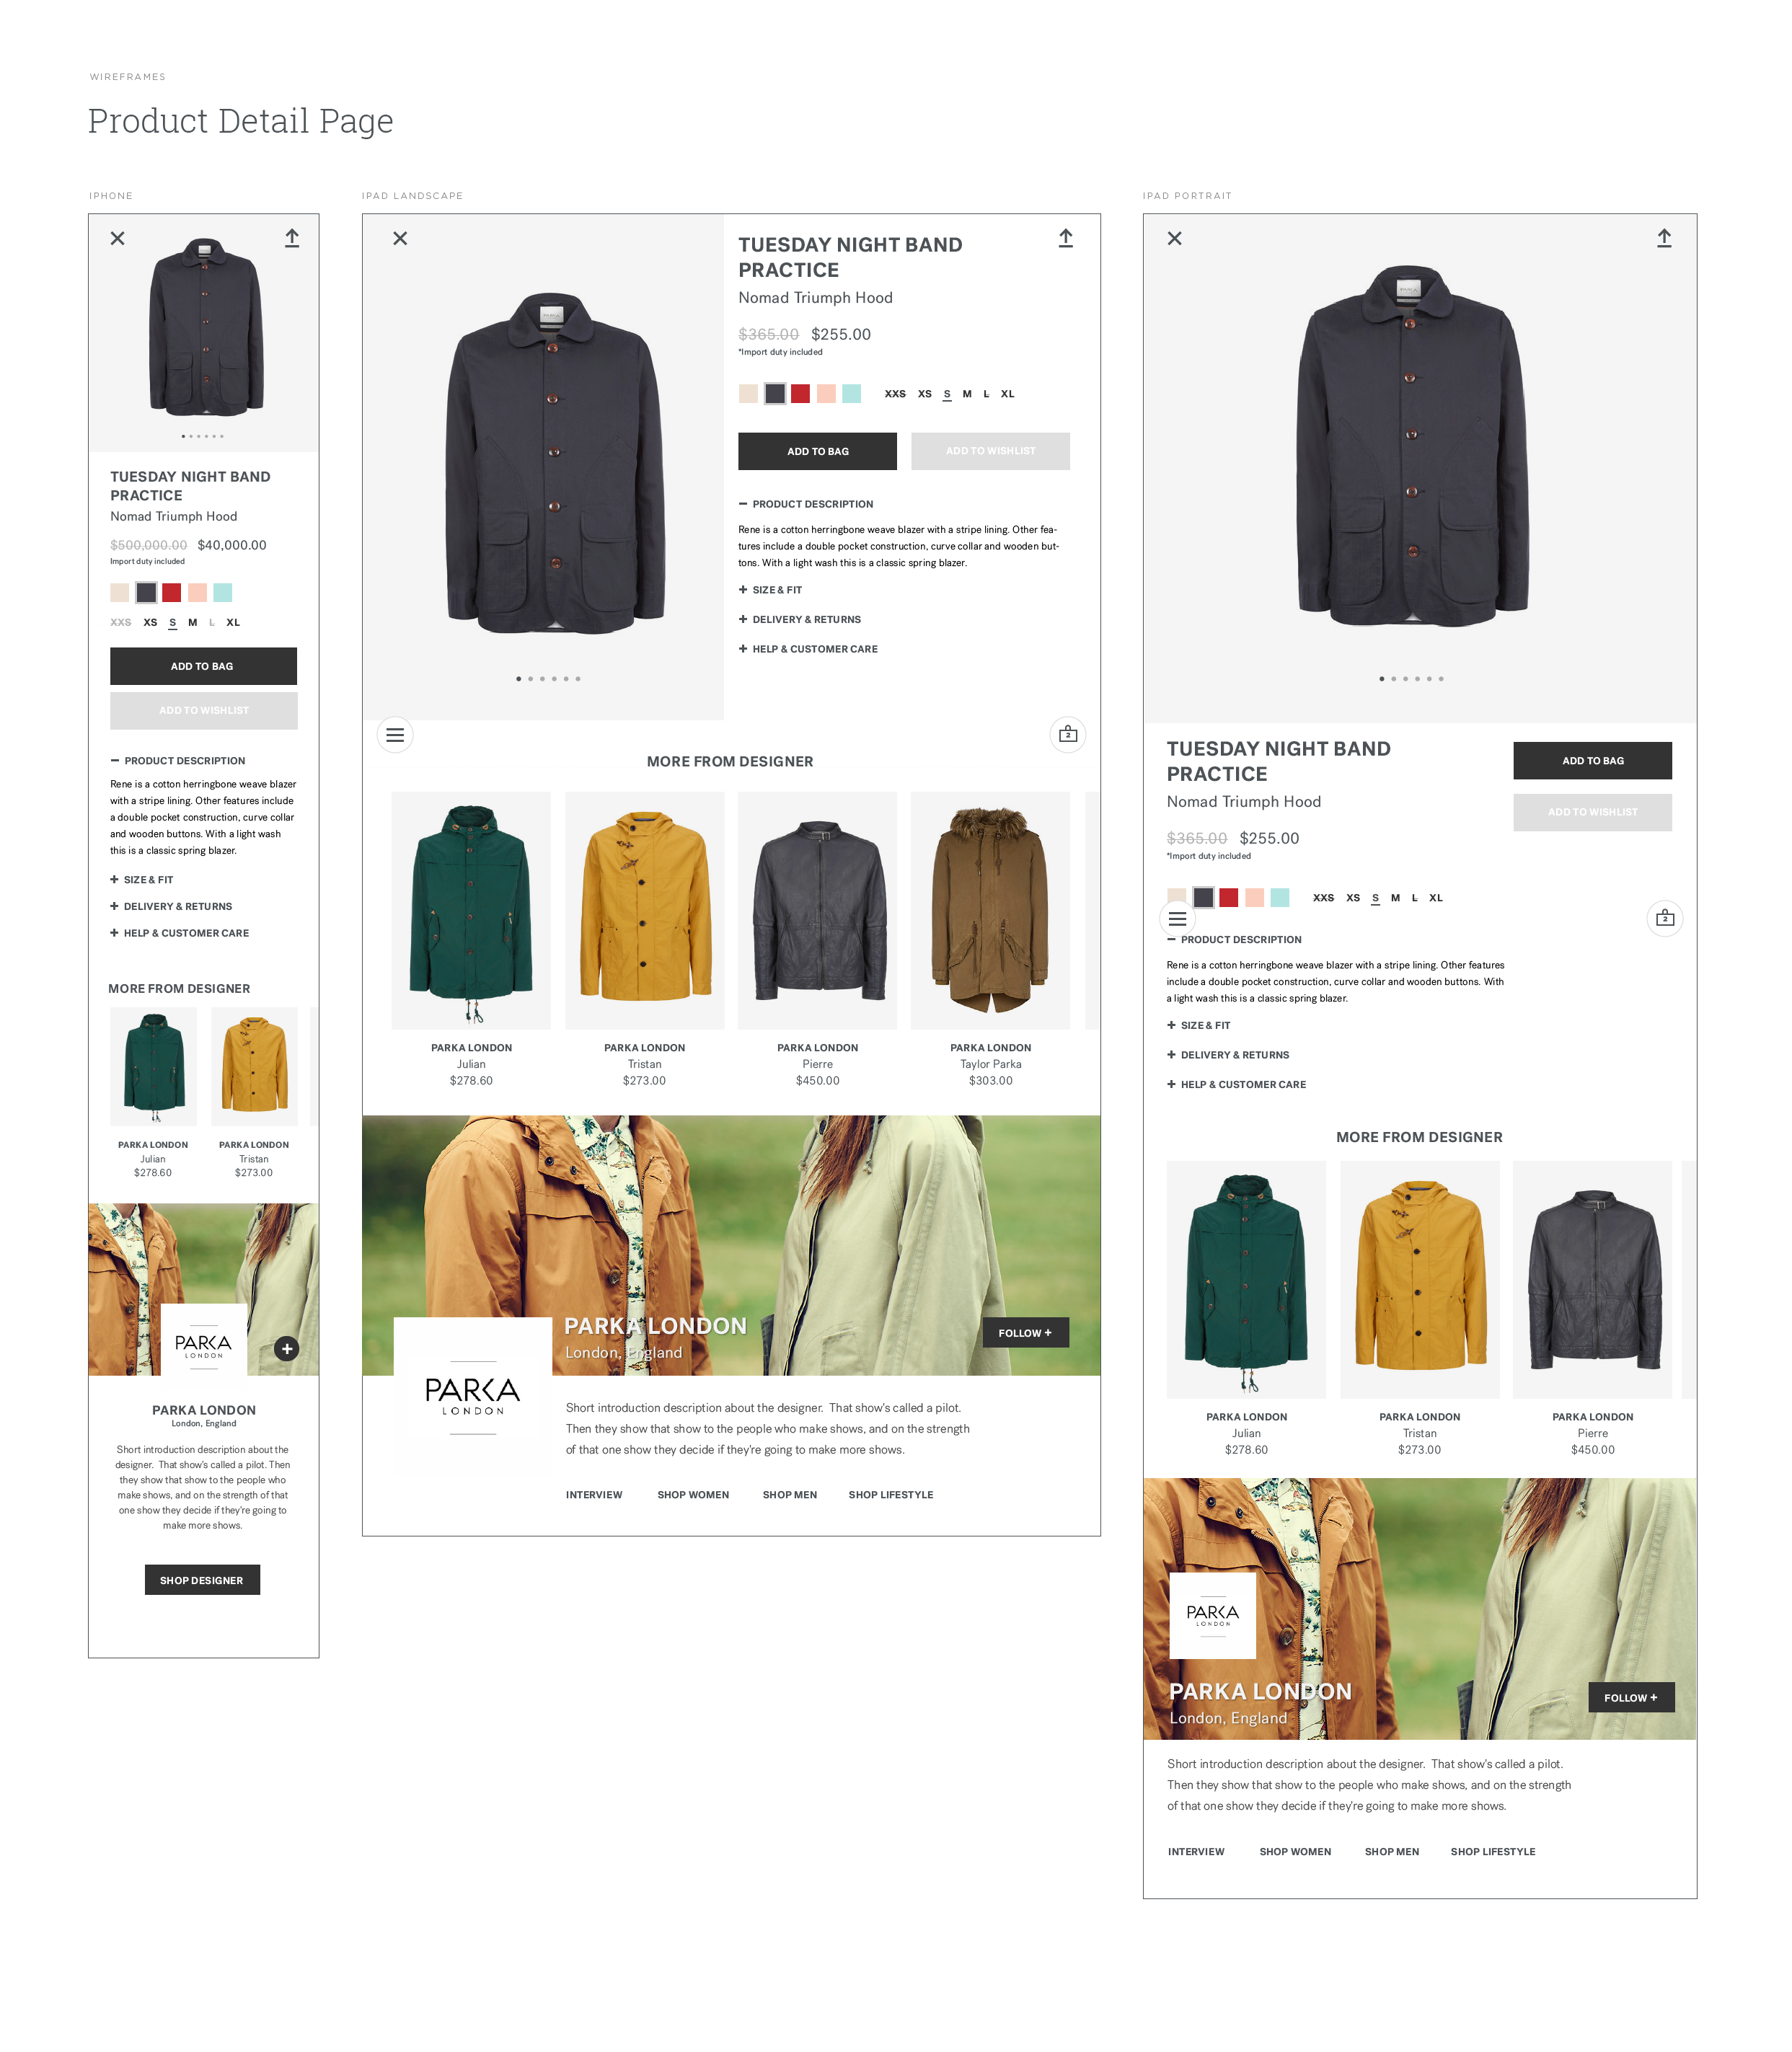 WIREFRAMES
Product Detail Page
IPHONE
TUESDAY NIGHT BAND
PRACTICE
Nomad Triumph Hood
$500,000.00 $40,000.00
Import duty included
XXS XS S M L XL
ADD TO BAG
ADD TO WISHLIST
PRODUCT DESCRIPTION
Rene is a cotton herringbone weave blazer
with a stripe lining. Other features include
a double pocket construction, curve collar
and wooden buttons. With a light wash
this is a classic spring blazer.
SIZE & FIT
DELIVERY & RETURNS
HELP & CUSTOMER CARE
MORE FROM DESIGNER
PARKA LONDON PARKA LONDON
Julian Tristan
$278.60 $273.00
PARKA
LONDON
PARKA LONDON
London, England
Short introduction description about the
designer. That show's called a pilot. Then
they show that show to the people who
make shows, and on the strength of that
one show they decide if they're going to
make more shows.
SHOP DESIGNER
IPAD LANDSCAPE
PARKA
TUESDAY NIGHT BAND
PRACTICE
Nomad Triumph Hood
$365.00 $255.00
*Import duty included
XXS XS S M L XL
ADD TO BAG ADD TO WISHLIST
PRODUCT DESCRIPTION
Rene is a cotton herringbone weave blazer with a stripe lining. Other fea-
tures include a double pocket construction, curve collar and wooden but-
tons. With a light wash this is a classic spring blazer.
SIZE & FIT
DELIVERY & RETURNS
HELP & CUSTOMER CARE
2
MORE FROM DESIGNER
PARKA LONDON PARKA LONDON PARKA LONDON PARKA LONDON
Julian Tristan Pierre Taylor Parka
$278.60 $273.00 $450.00 $303.00
PARKA LONDON
London, England
FOLLOW +
PARKA
LONDON
Short introduction description about the designer. That show's called a pilot.
Then they show that show to the people who make shows, and on the strength
of that one show they decide if they're going to make more shows.
INTERVIEW SHOP WOMEN SHOP MEN SHOP LIFESTYLE
IPAD PORTRAIT
PARKA
TUESDAY NIGHT BAND
PRACTICE
Nomad Triumph Hood
$365.00 $255.00
*Import duty included
ADD TO BAG
ADD TO WISHLIST
XXS XS S M L XL
2
PRODUCT DESCRIPTION
Rene is a cotton herringbone weave blazer with a stripe lining. Other features
include a double pocket construction, curve collar and wooden buttons. With
a light wash this is a classic spring blazer.
SIZE & FIT
DELIVERY & RETURNS
HELP & CUSTOMER CARE
MORE FROM DESIGNER
PARKA LONDON PARKA LONDON PARKA LONDON
Julian Tristan Pierre
$278.60 $273.00 $450.00
PARKA
LONDON
PARKA LONDON
London, England
FOLLOW +
Short introduction description about the designer. That show's called a pilot.
Then they show that show to the people who make shows, and on the strength
of that one show they decide if they're going to make more shows.
INTERVIEW SHOP WOMEN SHOP MEN SHOP LIFESTYLE